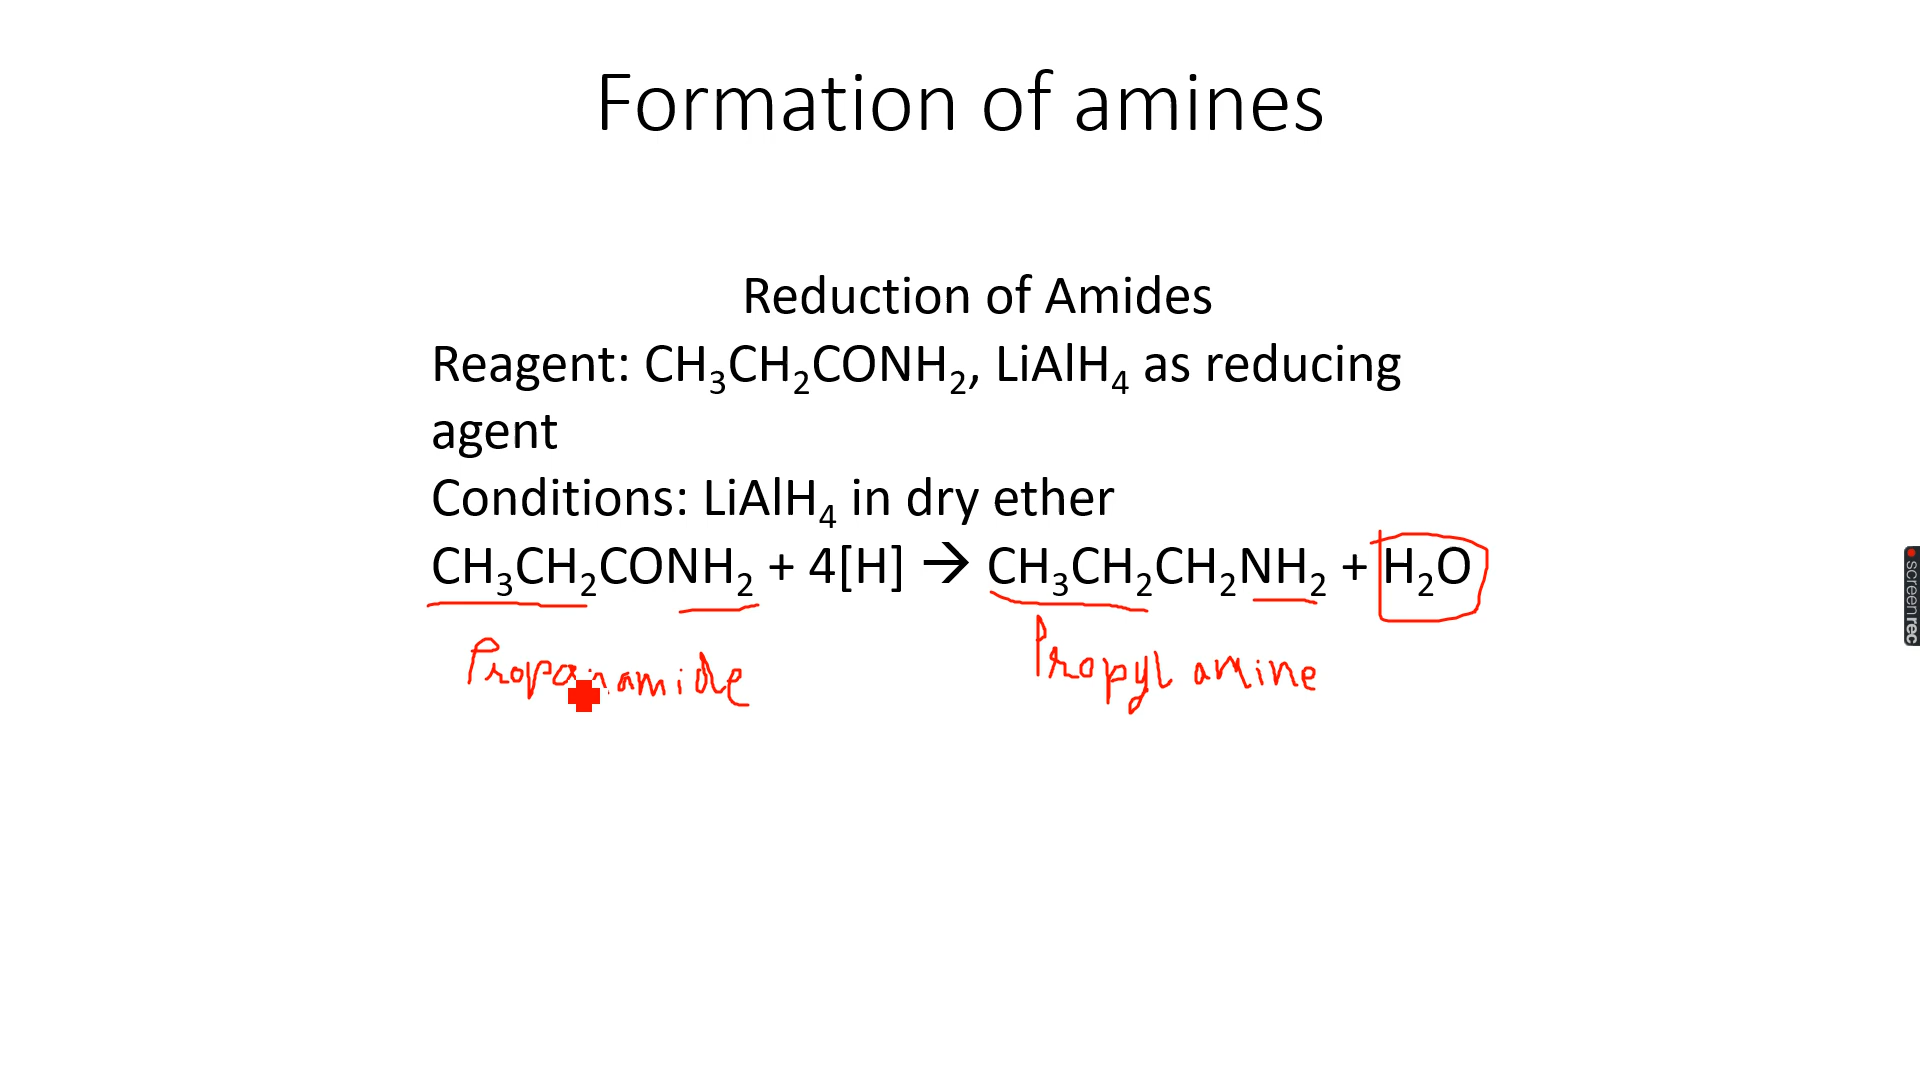 Formation of amines
Reduction of Amides
Reagent: CH₃CH₂CONH₂, LiAlH₄ as reducing
agent
Conditions: LiAlH₄ in dry ether
CH₃CH₂CONH₂ + 4[H] → CH₃CH₂CH₂NH₂ + H₂O
Propanamide Propyl amine
screenrec